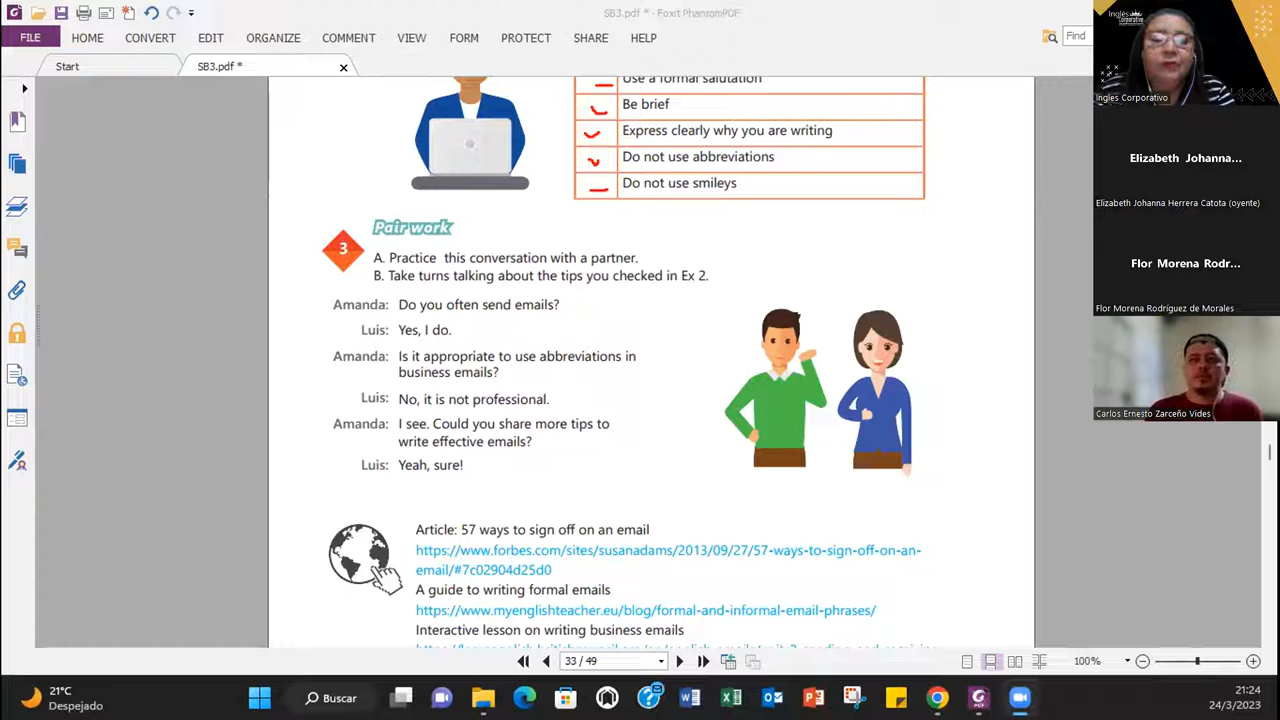 SB3.pdf * - Foxit PhantomPDF
FILE HOME CONVERT EDIT ORGANIZE COMMENT VIEW FORM PROTECT SHARE HELP
Find
Start
SB3.pdf *
Use a formal salutation
Be brief
Express clearly why you are writing
Do not use abbreviations
Do not use smileys
Pair work
3
A. Practice this conversation with a partner.
B. Take turns talking about the tips you checked in Ex 2.
Amanda: Do you often send emails?
Luis: Yes, I do.
Amanda: Is it appropriate to use abbreviations in
business emails?
Luis: No, it is not professional.
Amanda: I see. Could you share more tips to
write effective emails?
Luis: Yeah, sure!
Article: 57 ways to sign off on an email
https://www.forbes.com/sites/susanadams/2013/09/27/57-ways-to-sign-off-on-an-
email/#7c02904d25d0
A guide to writing formal emails
https://www.myenglishteacher.eu/blog/formal-and-informal-email-phrases/
Interactive lesson on writing business emails
33 / 49
100%
Inglés
Corporativo
Ingles Corporativo
Elizabeth Johanna...
Elizabeth Johanna Herrera Catota (oyente)
Flor Morena Rodr...
Flor Morena Rodríguez de Morales
Carlos Ernesto Zarceño Vides
21°C
Despejado
Buscar
21:24
24/3/2023